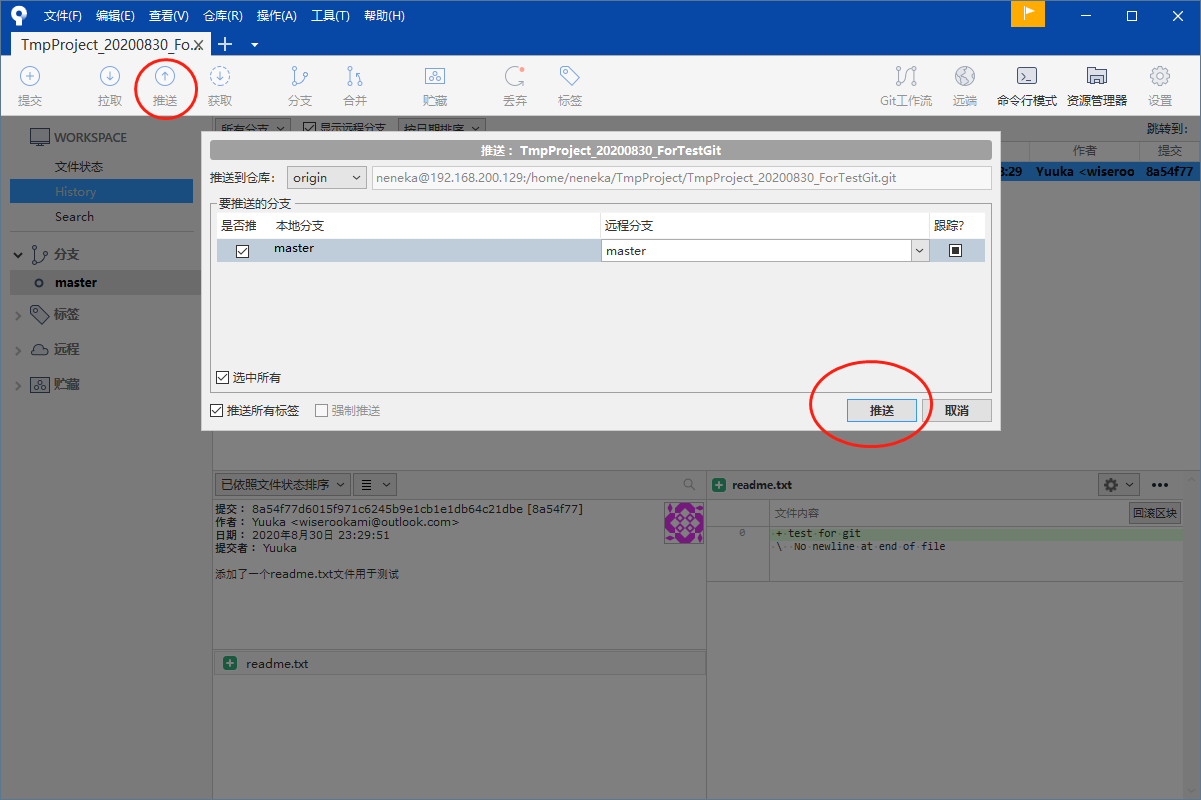 文件(F) 编辑(E) 查看(V) 仓库(R) 操作(A) 工具(T) 帮助(H)
TmpProject_20200830_Fo.
提交 拉取 推送 获取 分支 合并 贮藏 丢弃 标签 Git工作流 远端 命令行模式 资源管理器 设置
WORKSPACE
文件状态
History
Search
分支
master
标签
远程
贮藏
所有分支 显示远程分支 按日期排序 跳转到:
作者 提交
3:29 Yuuka <wiseroo 8a54f77
推送: TmpProject_20200830_ForTestGit
推送到仓库: origin neneka@192.168.200.129:/home/neneka/TmpProject/TmpProject_20200830_ForTestGit.git
要推送的分支
是否推 本地分支 远程分支 跟踪?
master master
选中所有
推送所有标签 强制推送 推送 取消
已依照文件状态排序
提交: 8a54f77d6015f971c6245b9e1cb1e1db64c21dbe [8a54f77]
作者: Yuuka <wiserookami@outlook.com>
日期: 2020年8月30日 23:29:51
提交者: Yuuka
添加了一个readme.txt文件用于测试
readme.txt
readme.txt
文件内容 回滚区块
0 + test for git
\ No newline at end of file